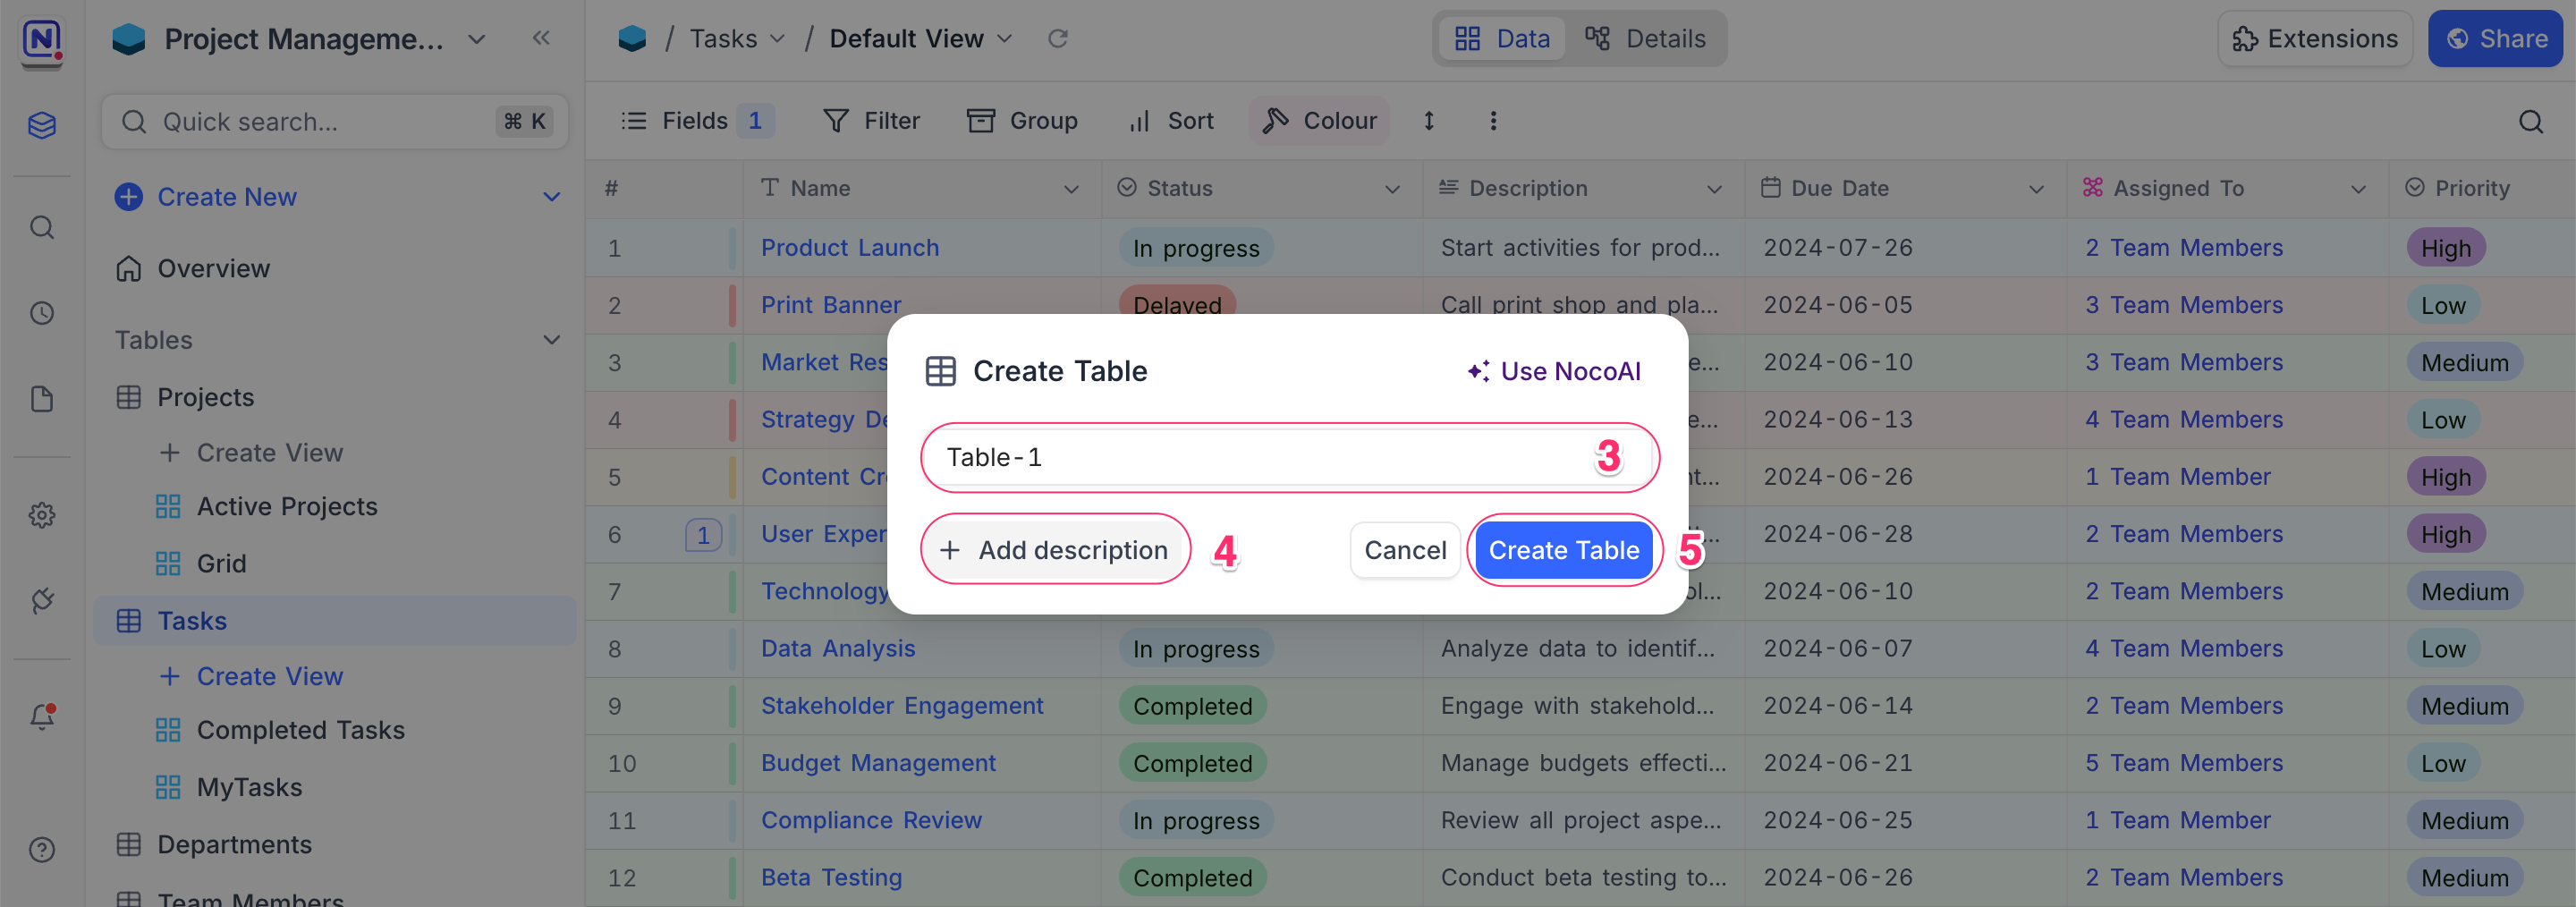 N
Project Manageme...
/ Tasks / Default View
Data
Details
Extensions
Share
Quick search...
⌘ K
Fields 1
Filter
Group
Sort
Colour
Create New
Overview
Tables
Projects
Create View
Active Projects
Grid
Tasks
Create View
Completed Tasks
MyTasks
Departments
Team Members
# Name Status Description Due Date Assigned To Priority
1 Product Launch In progress Start activities for prod... 2024-07-26 2 Team Members High
2 Print Banner Delayed Call print shop and pla... 2024-06-05 3 Team Members Low
3 Market Res e... 2024-06-10 3 Team Members Medium
4 Strategy De e... 2024-06-13 4 Team Members Low
5 Content Cr nt... 2024-06-26 1 Team Member High
6 1 User Exper ... 2024-06-28 2 Team Members High
7 Technology ol... 2024-06-10 2 Team Members Medium
8 Data Analysis In progress Analyze data to identif... 2024-06-07 4 Team Members Low
9 Stakeholder Engagement Completed Engage with stakehold... 2024-06-14 2 Team Members Medium
10 Budget Management Completed Manage budgets effecti... 2024-06-21 5 Team Members Low
11 Compliance Review In progress Review all project aspe... 2024-06-25 1 Team Member Medium
12 Beta Testing Completed Conduct beta testing to... 2024-06-26 2 Team Members Medium
Create Table
Use NocoAI
Table-1
3
+ Add description
4
Cancel
Create Table
5